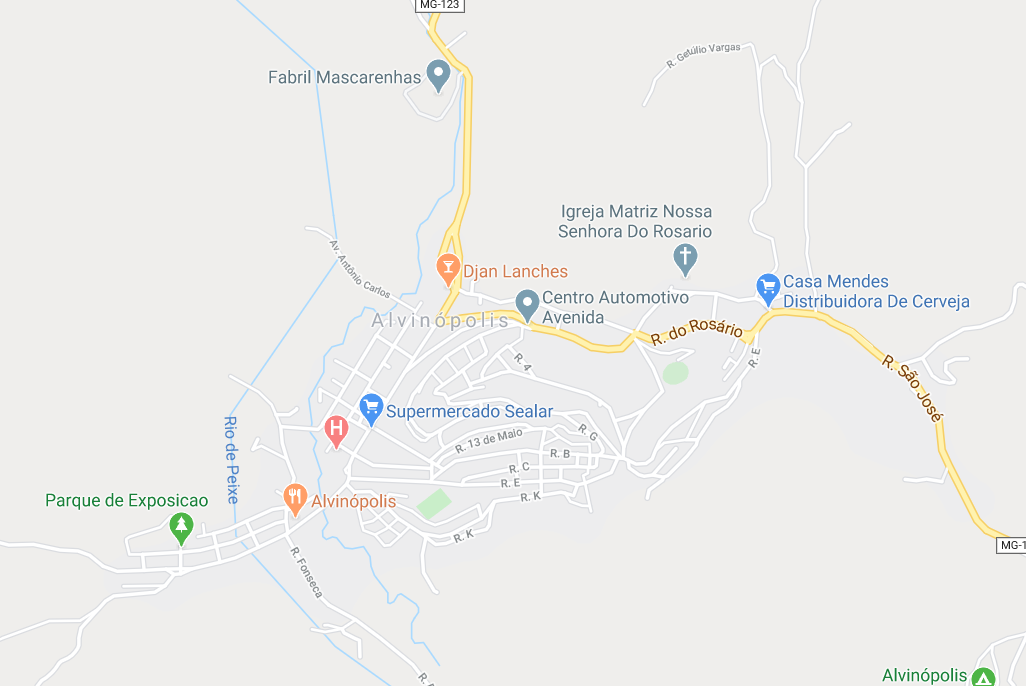 MG-123
R. Getúlio Vargas
Fabril Mascarenhas
Igreja Matriz Nossa
Senhora Do Rosario
Av. Antônio Carlos
Djan Lanches
Casa Mendes
Distribuidora De Cerveja
Centro Automotivo
Avenida
Alvinópolis
R. do Rosário
R. E
R. 4
R. São José
Supermercado Sealar
H
R. G
R. 13 de Maio
R. B
R. C
R. E
R. K
Rio de Peixe
Parque de Exposicao
Alvinópolis
R. K
MG-1
R. Fonseca
R. A
Alvinópolis